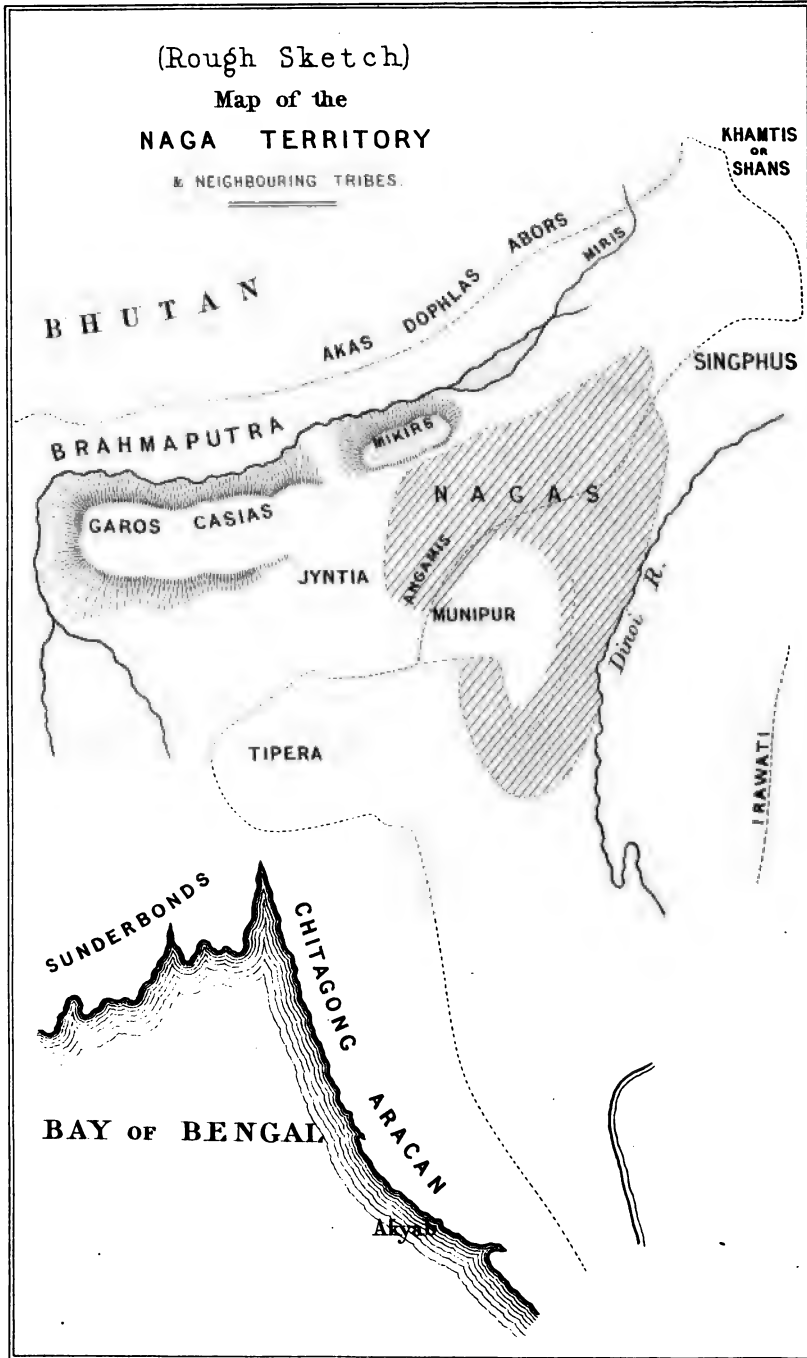 (Rough Sketch)
Map of the
NAGA TERRITORY
& NEIGHBOURING TRIBES.
KHAMTIS
OR
SHANS
BHUTAN
AKAS DOPHLAS ABORS
MIRIS
SINGPHUS
BRAHMAPUTRA
MIKIRS
NAGAS
GAROS CASIAS
ANGAMIS
JYNTIA
MUNIPUR
Dinoi R.
TIPERA
IRAWATI
SUNDERBONDS
CHITAGONG
ARACAN
BAY OF BENGAL
Akyab